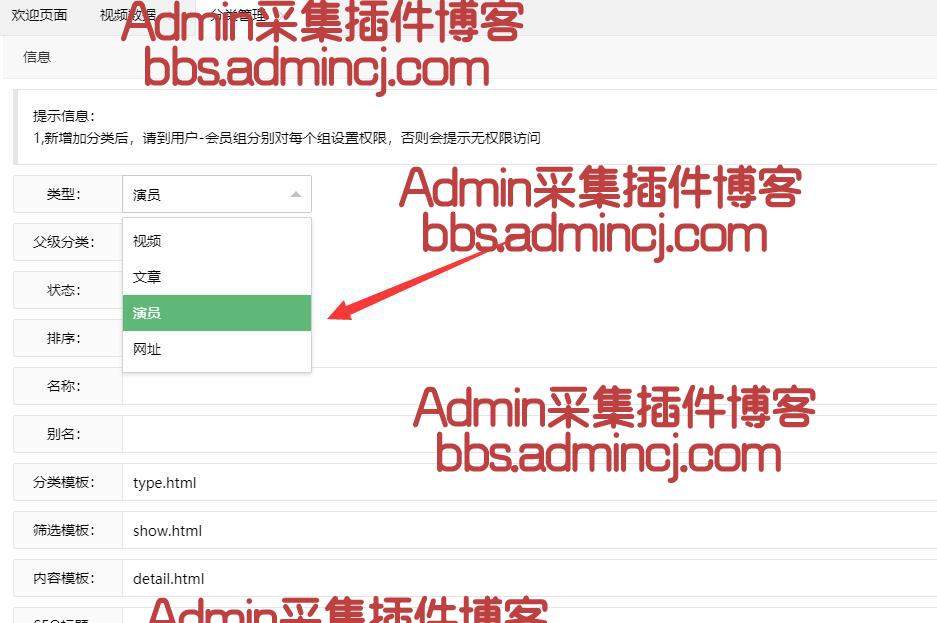 欢迎页面 视频数据 分类管理
Admin采集插件博客
bbs.admincj.com
信息
提示信息：
1,新增加分类后，请到用户-会员组分别对每个组设置权限，否则会提示无权限访问
类型： 演员
Admin采集插件博客
bbs.admincj.com
父级分类：
视频
文章
状态：
演员
排序：
网址
名称：
Admin采集插件博客
bbs.admincj.com
别名：
分类模板： type.html
筛选模板： show.html
内容模板： detail.html
Admin采集插件博客
SEO标题